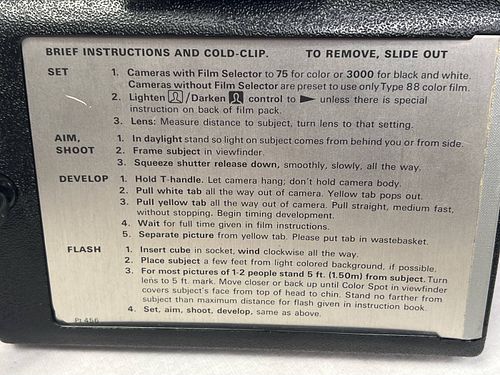 BRIEF INSTRUCTIONS AND COLD-CLIP. TO REMOVE, SLIDE OUT
SET 1. Cameras with Film Selector to 75 for color or 3000 for black and white.
Cameras without Film Selector are preset to use only Type 88 color film.
2. Lighten /Darken control to ► unless there is special
instruction on back of film pack.
3. Lens: Measure distance to subject, turn lens to that setting.
AIM, 1. In daylight stand so light on subject comes from behind you or from side.
SHOOT 2. Frame subject in viewfinder.
3. Squeeze shutter release down, smoothly, slowly, all the way.
DEVELOP 1. Hold T-handle. Let camera hang; don't hold camera body.
2. Pull white tab all the way out of camera. Yellow tab pops out.
3. Pull yellow tab all the way out of camera. Pull straight, medium fast,
without stopping. Begin timing development.
4. Wait for full time given in film instructions.
5. Separate picture from yellow tab. Please put tab in wastebasket.
FLASH 1. Insert cube in socket, wind clockwise all the way.
2. Place subject a few feet from light colored background, if possible.
3. For most pictures of 1-2 people stand 5 ft. (1.50m) from subject. Turn
lens to 5 ft. mark. Move closer or back up until Color Spot in viewfinder
covers subject's face from top of head to chin. Stand no farther from
subject than maximum distance for flash given in instruction book.
4. Set, aim, shoot, develop, same as above.
Pt 456